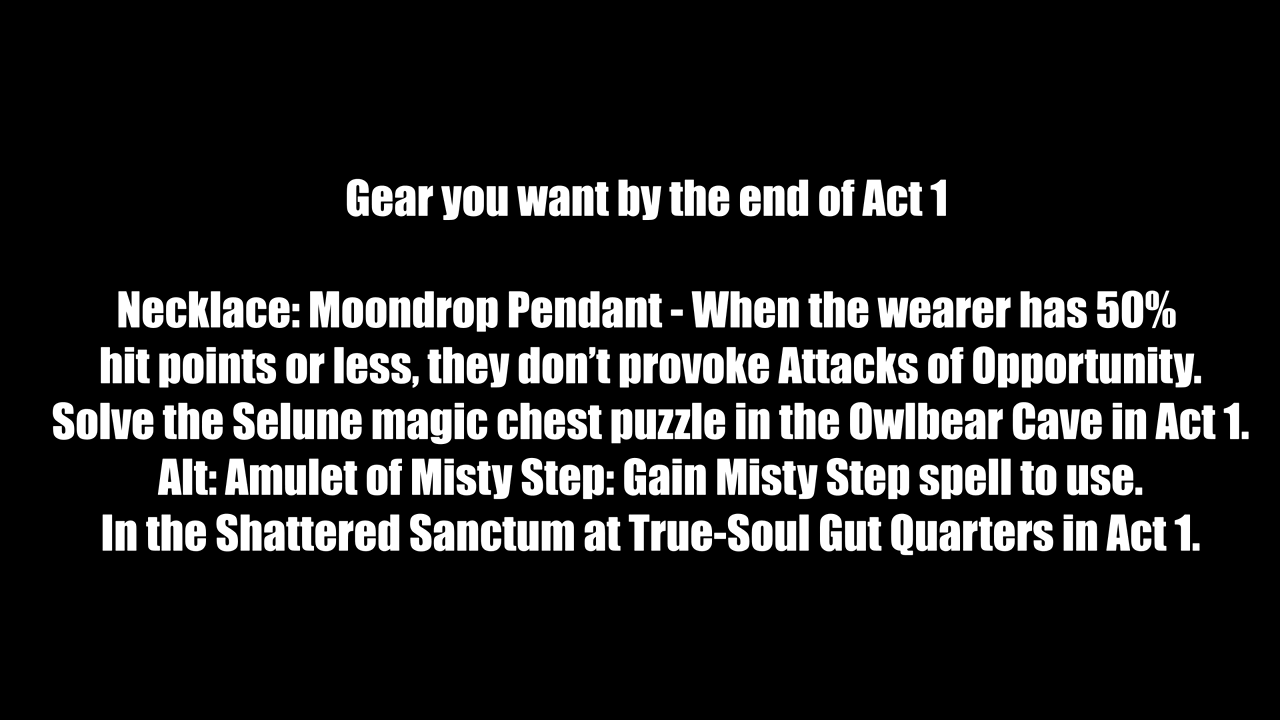 Gear you want by the end of Act 1
Necklace: Moondrop Pendant - When the wearer has 50%
hit points or less, they don’t provoke Attacks of Opportunity.
Solve the Selune magic chest puzzle in the Owlbear Cave in Act 1.
Alt: Amulet of Misty Step: Gain Misty Step spell to use.
In the Shattered Sanctum at True-Soul Gut Quarters in Act 1.